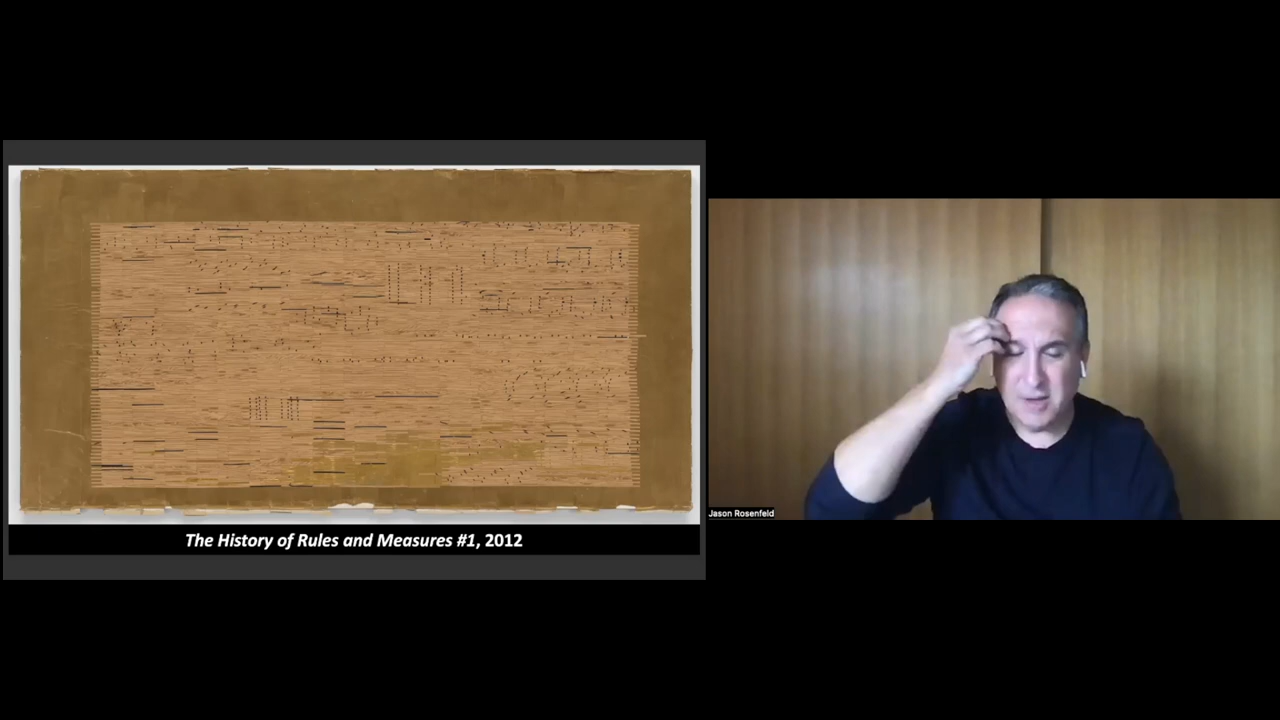 The History of Rules and Measures #1, 2012
Jason Rosenfeld